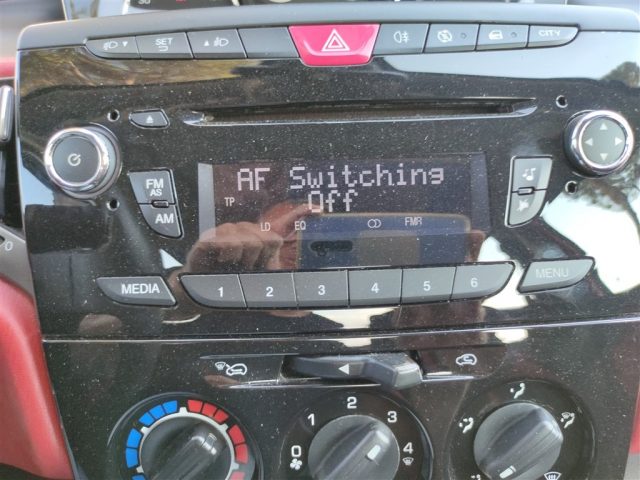 SET
CITY
AF Switching
Off
TP
LD EQ FMR
FM
AS
AM
MEDIA
1 2 3 4 5 6
MENU
0 1 2 3 4